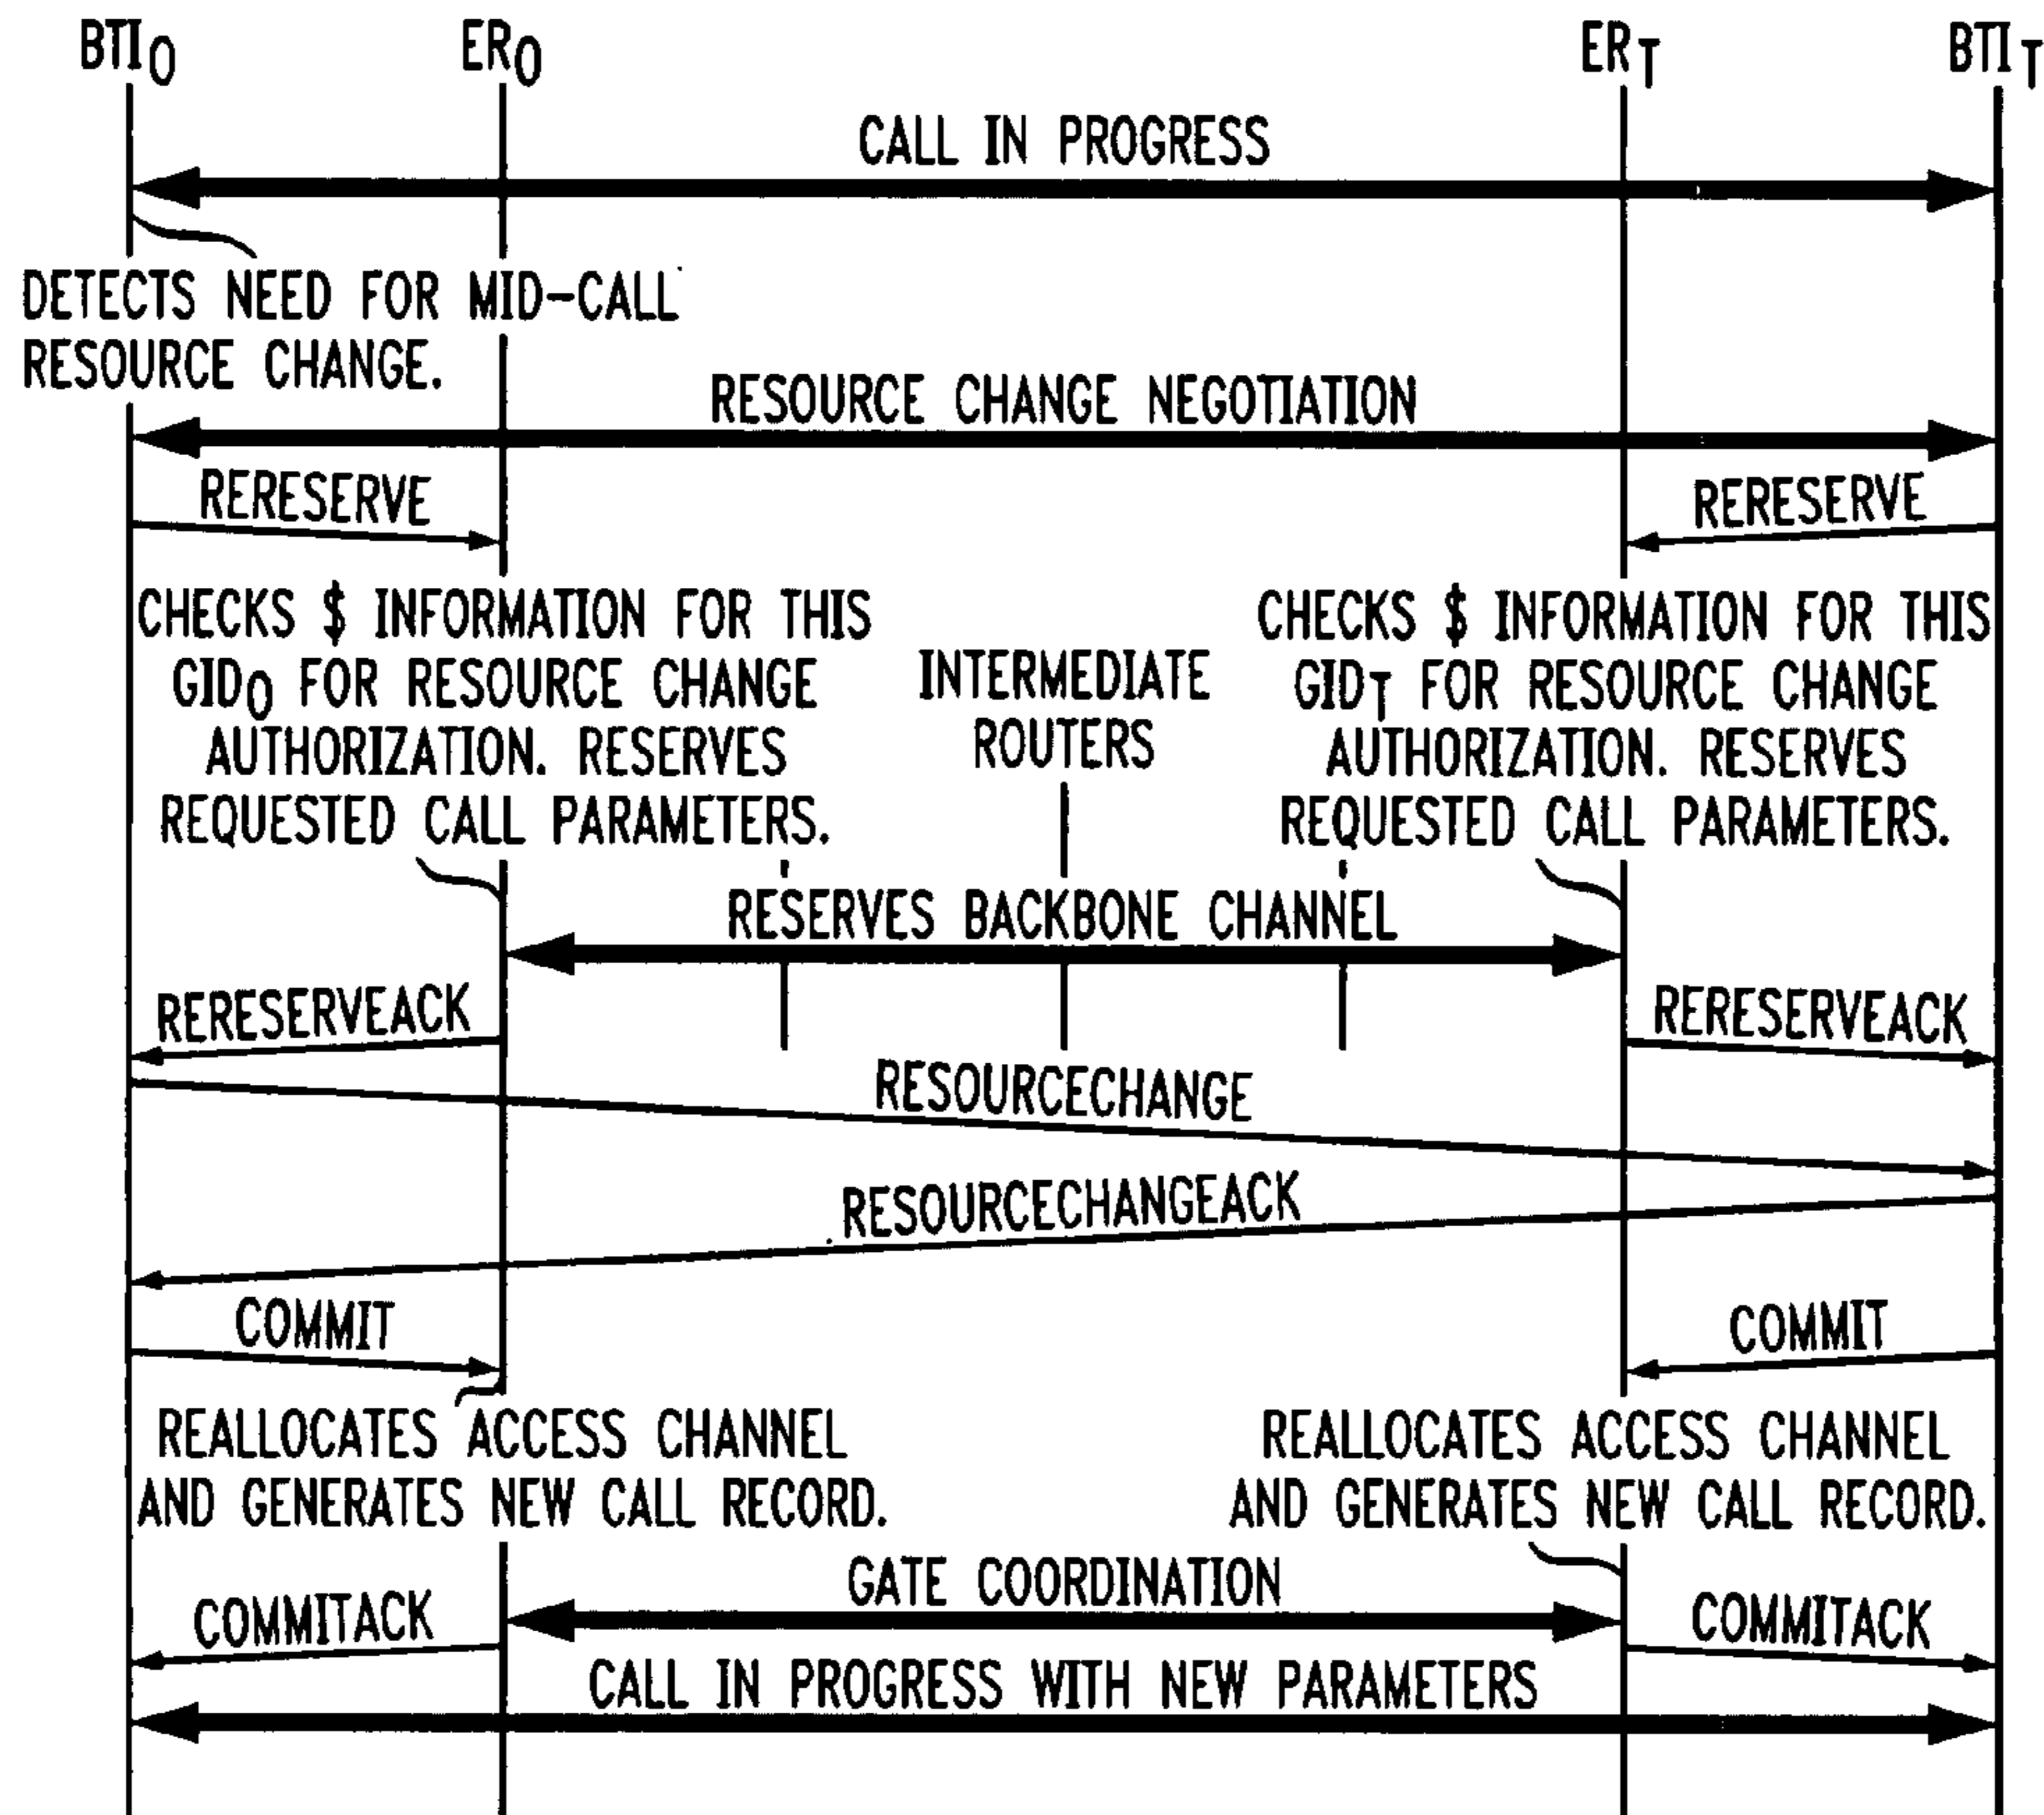 BTIO ERO ERT BTIT
CALL IN PROGRESS
DETECTS NEED FOR MID-CALL
RESOURCE CHANGE.
RESOURCE CHANGE NEGOTIATION
RERESERVE RERESERVE
CHECKS $ INFORMATION FOR THIS
GIDO FOR RESOURCE CHANGE
AUTHORIZATION. RESERVES
REQUESTED CALL PARAMETERS.
INTERMEDIATE
ROUTERS
CHECKS $ INFORMATION FOR THIS
GIDT FOR RESOURCE CHANGE
AUTHORIZATION. RESERVES
REQUESTED CALL PARAMETERS.
RESERVES BACKBONE CHANNEL
RERESERVEACK RERESERVEACK
RESOURCECHANGE
RESOURCECHANGEACK
COMMIT COMMIT
REALLOCATES ACCESS CHANNEL
AND GENERATES NEW CALL RECORD.
REALLOCATES ACCESS CHANNEL
AND GENERATES NEW CALL RECORD.
GATE COORDINATION
COMMITACK COMMITACK
CALL IN PROGRESS WITH NEW PARAMETERS